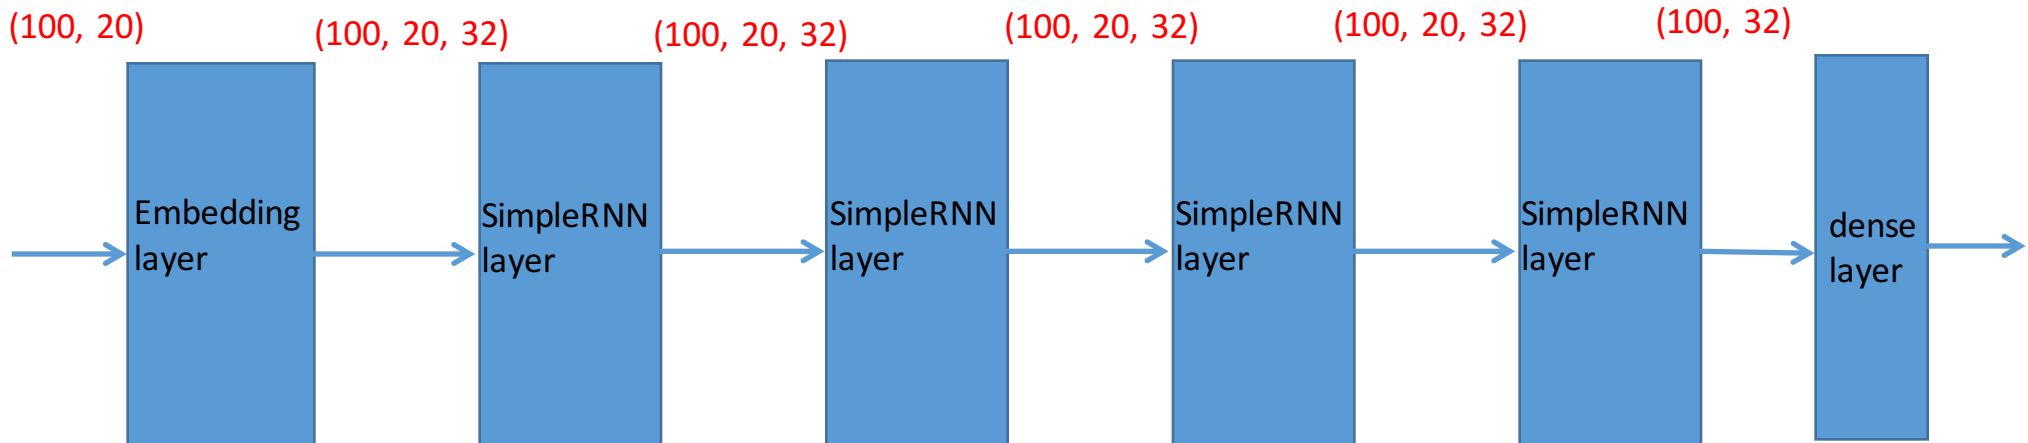 (100, 20)
(100, 20, 32)
(100, 20, 32)
(100, 20, 32)
(100, 20, 32)
(100, 32)
Embedding
layer
SimpleRNN
layer
SimpleRNN
layer
SimpleRNN
layer
SimpleRNN
layer
dense
layer